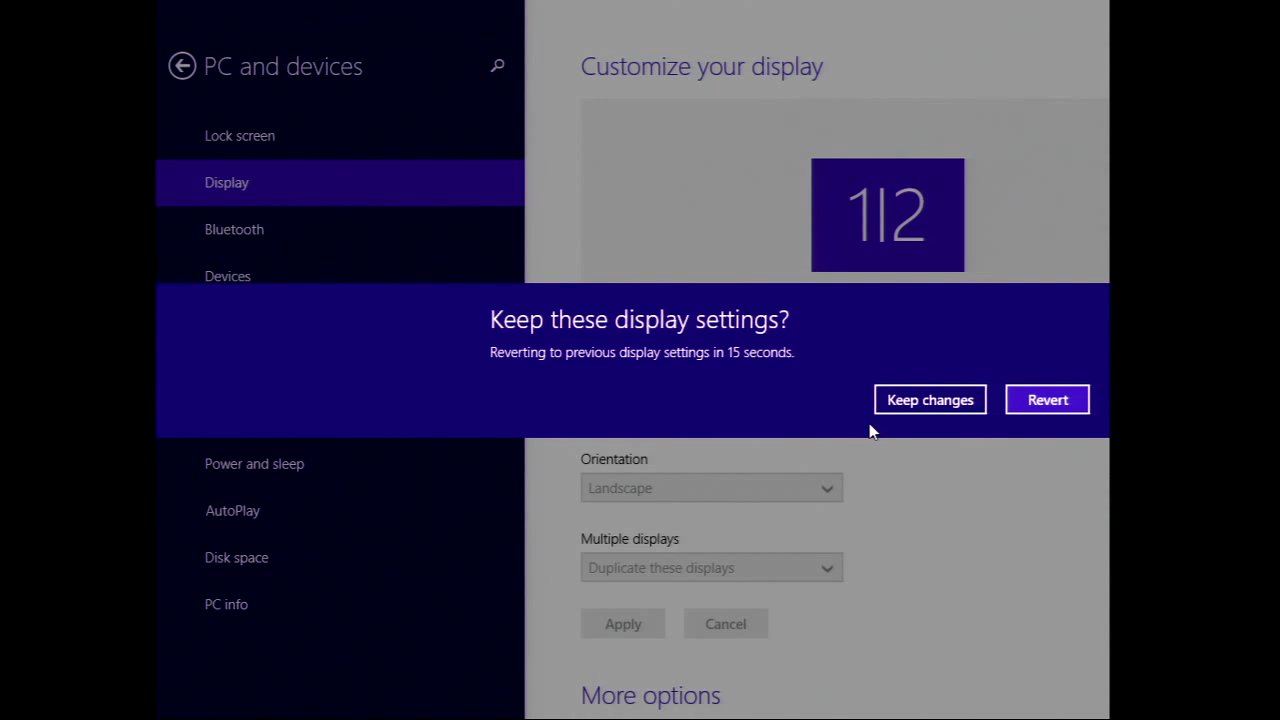 PC and devices
Lock screen
Display
Bluetooth
Devices
Power and sleep
AutoPlay
Disk space
PC info
Customize your display
1|2
Keep these display settings?
Reverting to previous display settings in 15 seconds.
Keep changes
Revert
Orientation
Landscape
Multiple displays
Duplicate these displays
Apply
Cancel
More options